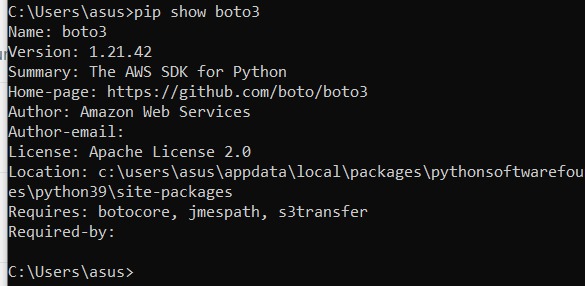 C:\Users\asus>pip show boto3
Name: boto3
Version: 1.21.42
Summary: The AWS SDK for Python
Home-page: https://github.com/boto/boto3
Author: Amazon Web Services
Author-email:
License: Apache License 2.0
Location: c:\users\asus\appdata\local\packages\pythonsoftwarefou
es\python39\site-packages
Requires: botocore, jmespath, s3transfer
Required-by:
C:\Users\asus>